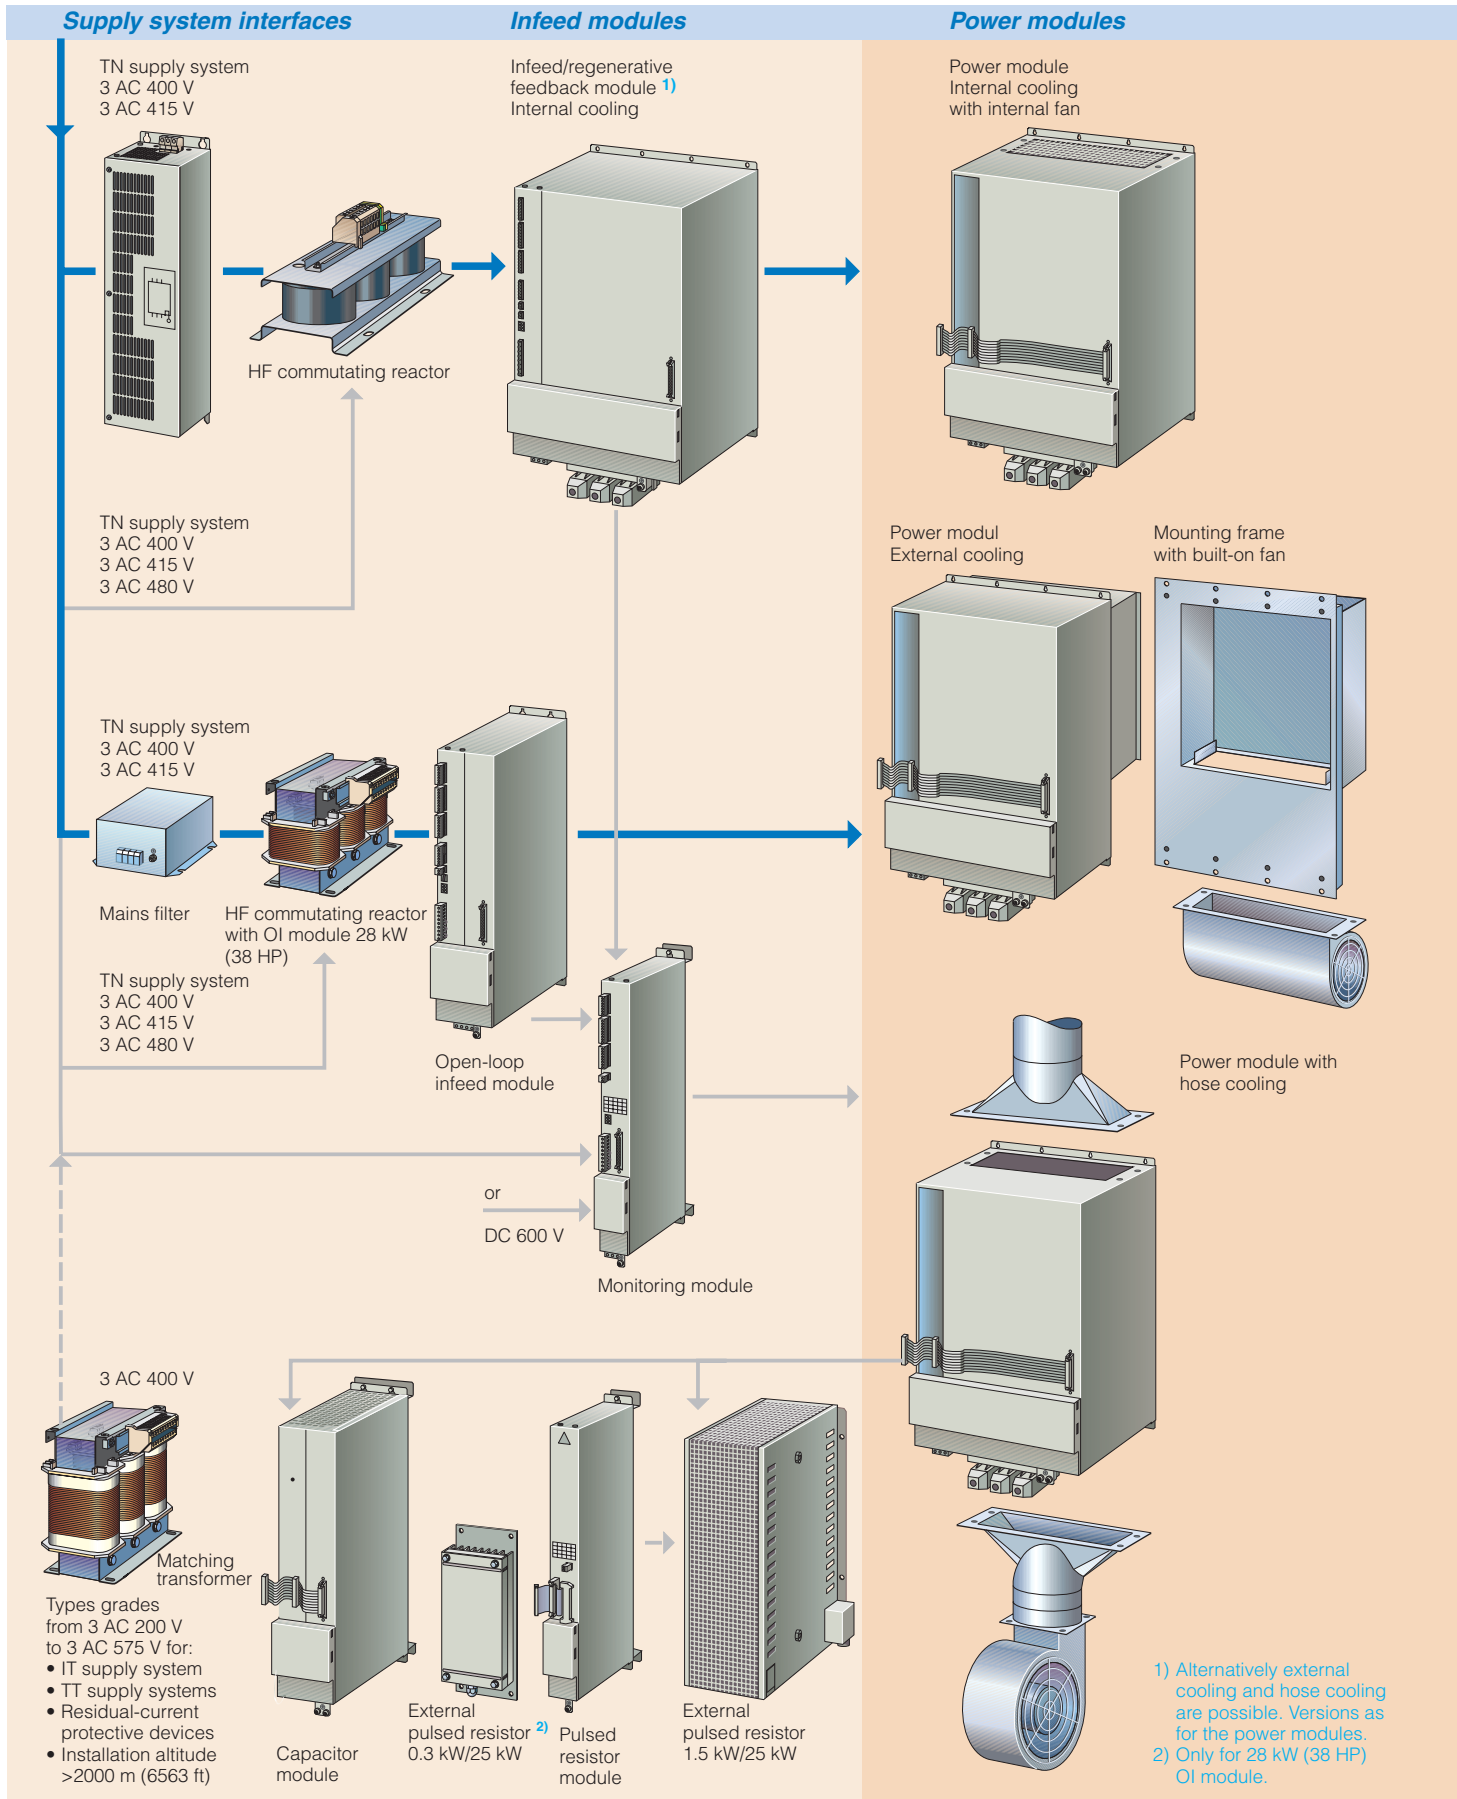 Supply system interfaces
Infeed modules
Power modules
TN supply system
3 AC 400 V
3 AC 415 V
Infeed/regenerative
feedback module 1)
Internal cooling
Power module
Internal cooling
with internal fan
HF commutating reactor
TN supply system
3 AC 400 V
3 AC 415 V
3 AC 480 V
Power modul
External cooling
Mounting frame
with built-on fan
TN supply system
3 AC 400 V
3 AC 415 V
Mains filter
HF commutating reactor
with OI module 28 kW
(38 HP)
TN supply system
3 AC 400 V
3 AC 415 V
3 AC 480 V
Open-loop
infeed module
Power module with
hose cooling
or
DC 600 V
Monitoring module
3 AC 400 V
Matching
transformer
Types grades
from 3 AC 200 V
to 3 AC 575 V for:
• IT supply system
• TT supply systems
• Residual-current
protective devices
• Installation altitude
>2000 m (6563 ft)
Capacitor
module
External
pulsed resistor 2)
0.3 kW/25 kW
Pulsed
resistor
module
External
pulsed resistor
1.5 kW/25 kW
1) Alternatively external
cooling and hose cooling
are possible. Versions as
for the power modules.
2) Only for 28 kW (38 HP)
OI module.